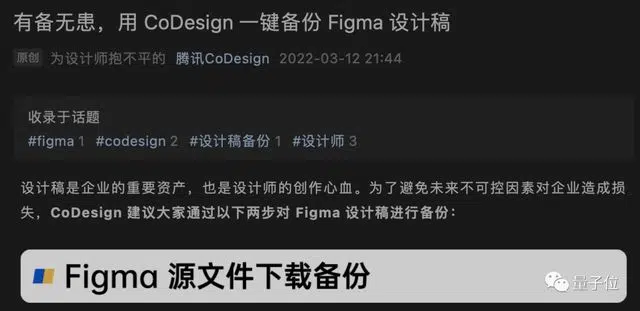 有备无患，用 CoDesign 一键备份 Figma 设计稿
原创 为设计师抱不平的 腾讯CoDesign 2022-03-12 21:44
收录于话题
#figma 1 #codesign 2 #设计稿备份 1 #设计师 3
设计稿是企业的重要资产，也是设计师的创作心血。为了避免未来不可控因素对企业造成损
失，CoDesign 建议大家通过以下两步对 Figma 设计稿进行备份：
Figma 源文件下载备份
量子位